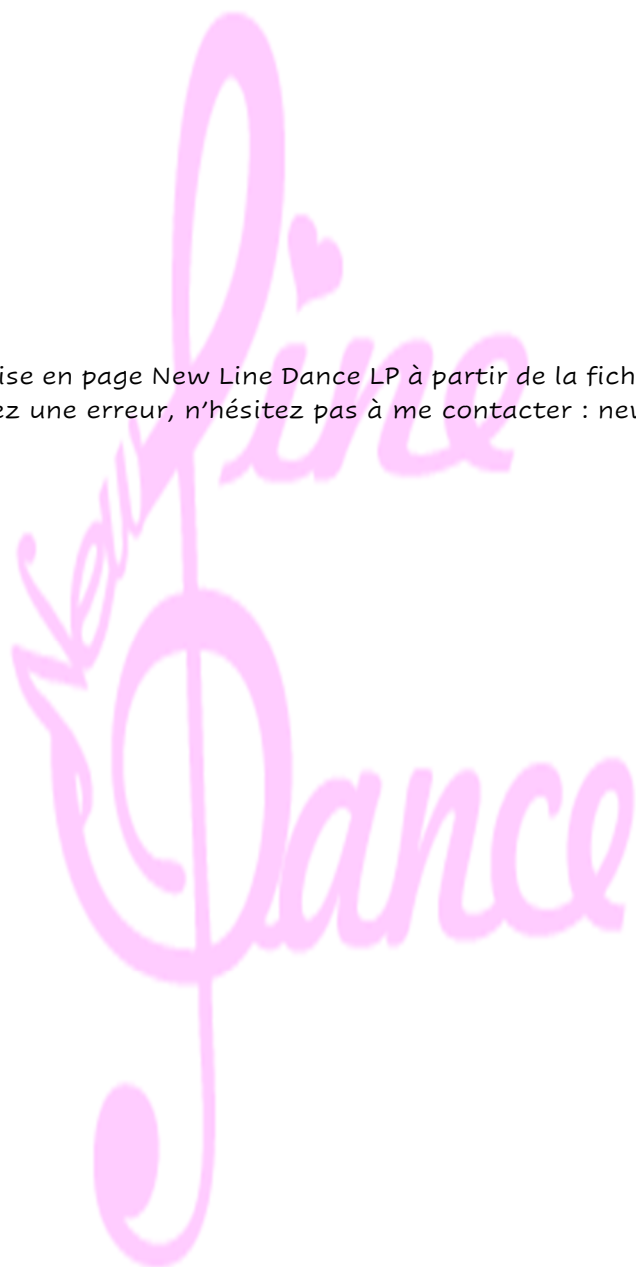 ise en page New Line Dance LP à partir de la fich
ez une erreur, n’hésitez pas à me contacter : new
New
Line
Dance